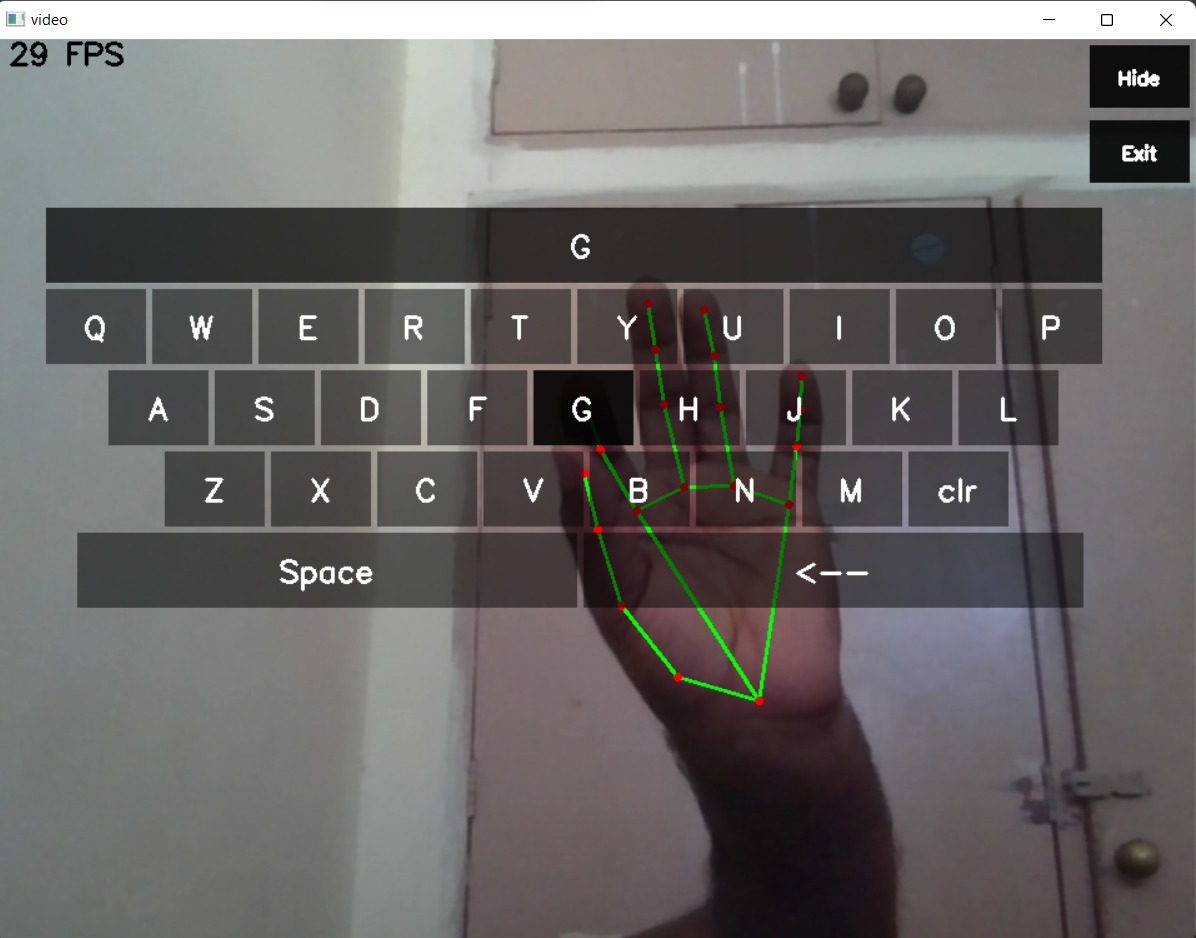 video
29 FPS
Hide
Exit
G
Q W E R T Y U I O P
A S D F G H J K L
Z X C V B N M clr
Space <--